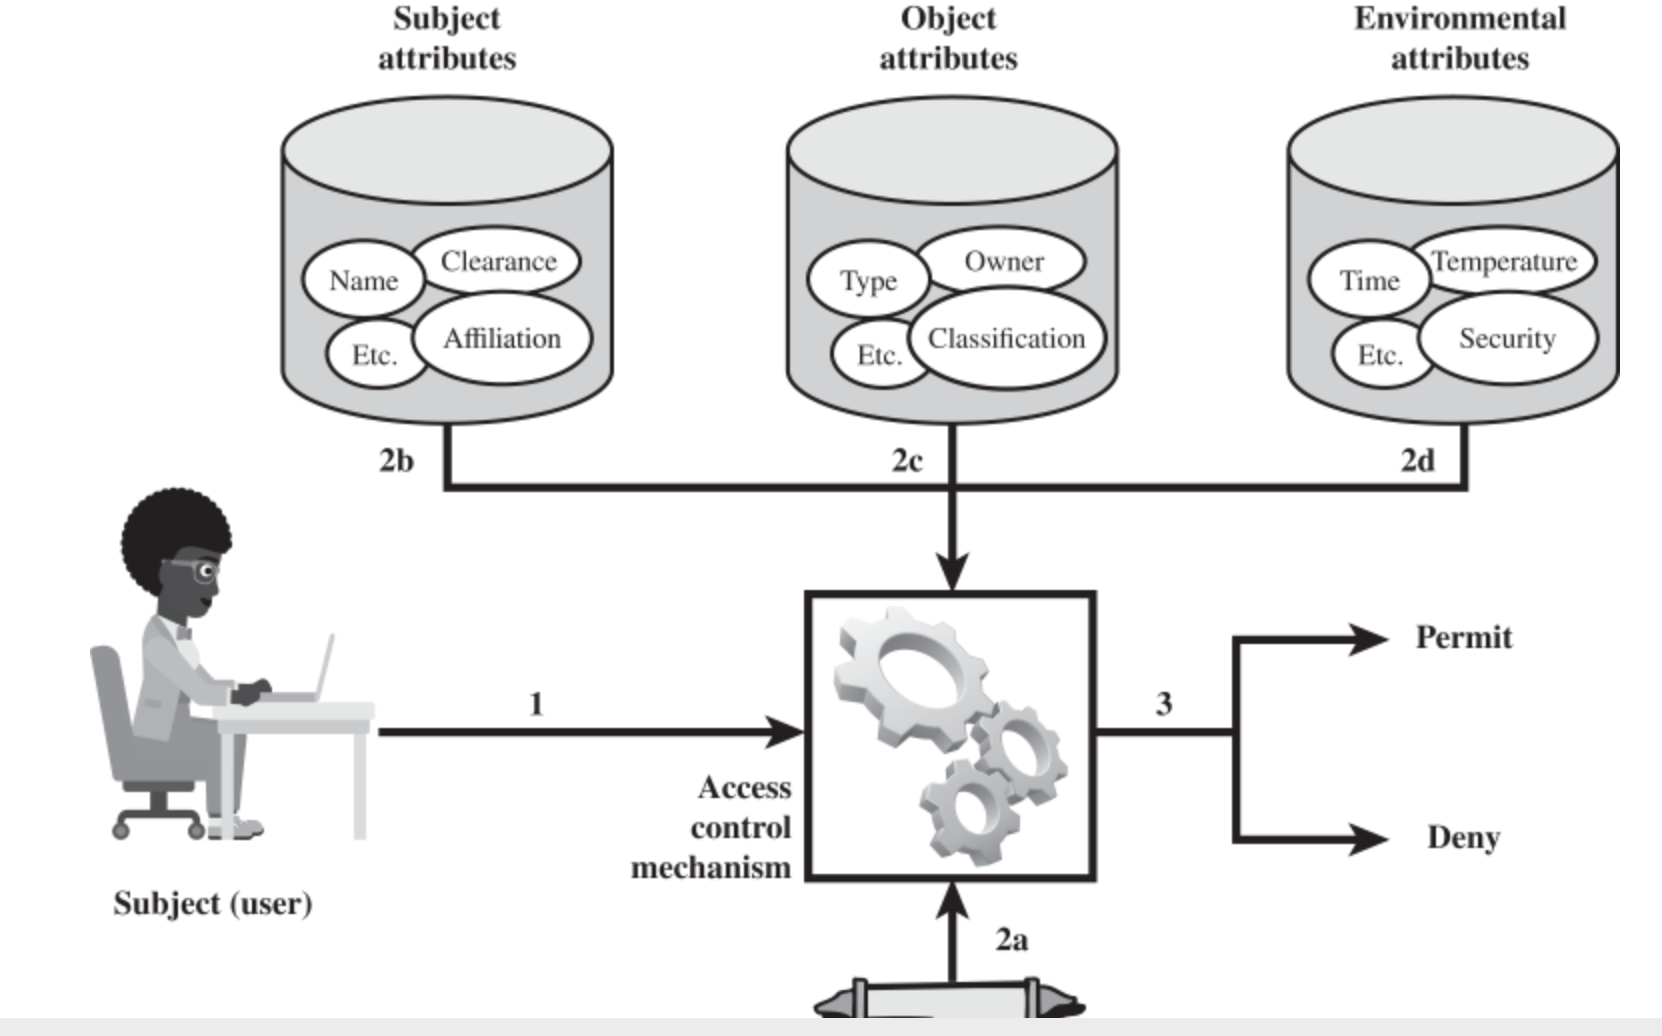 Subject
attributes
Object
attributes
Environmental
attributes
Name
Clearance
Etc.
Affiliation
Type
Owner
Etc.
Classification
Time
Temperature
Etc.
Security
2b
2c
2d
1
3
Permit
Deny
Access
control
mechanism
Subject (user)
2a